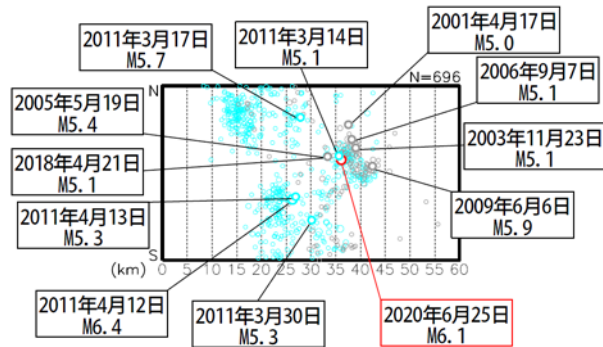 2001年4月17日
M5.0
2011年3月14日
M5.1
2011年3月17日
M5.7
N=696
2006年9月7日
M5.1
N
2005年5月19日
M5.4
2003年11月23日
M5.1
2018年4月21日
M5.1
2009年6月6日
M5.9
2011年4月13日
M5.3
S
(km) 0 5 10 15 20 25 30 35 40 45 50 55 60
2011年4月12日
M6.4
2011年3月30日
M5.3
2020年6月25日
M6.1